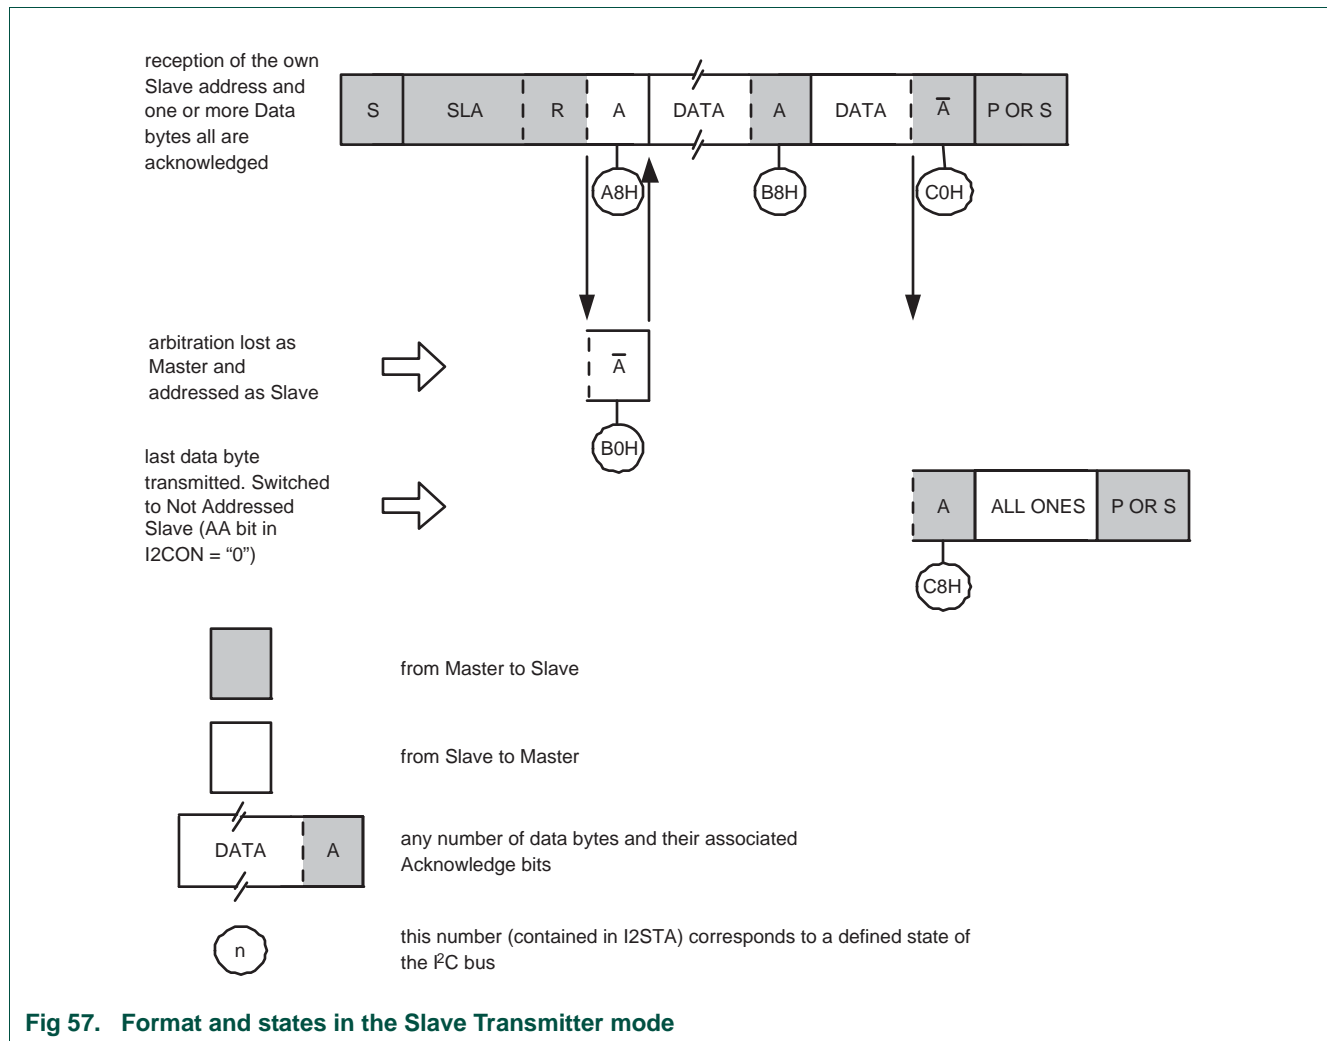 reception of the own
Slave address and
one or more Data
bytes all are
acknowledged
S SLA R A DATA A DATA A̅ P OR S
A8H B8H C0H
arbitration lost as
Master and
addressed as Slave
A̅
B0H
last data byte
transmitted. Switched
to Not Addressed
Slave (AA bit in
I2CON = “0”)
A ALL ONES P OR S
C8H
from Master to Slave
from Slave to Master
DATA A
any number of data bytes and their associated
Acknowledge bits
n
this number (contained in I2STA) corresponds to a defined state of
the I²C bus
Fig 57. Format and states in the Slave Transmitter mode